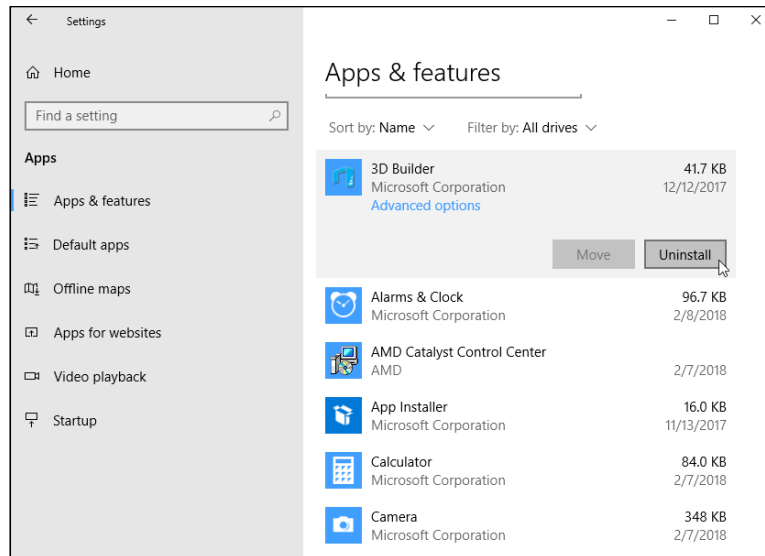 Settings
Home
Find a setting
Apps
Apps & features
Default apps
Offline maps
Apps for websites
Video playback
Startup
Apps & features
Sort by: Name Filter by: All drives
3D Builder 41.7 KB
Microsoft Corporation 12/12/2017
Advanced options
Move Uninstall
Alarms & Clock 96.7 KB
Microsoft Corporation 2/8/2018
AMD Catalyst Control Center
AMD 2/7/2018
App Installer 16.0 KB
Microsoft Corporation 11/13/2017
Calculator 84.0 KB
Microsoft Corporation 2/7/2018
Camera 348 KB
Microsoft Corporation 2/7/2018